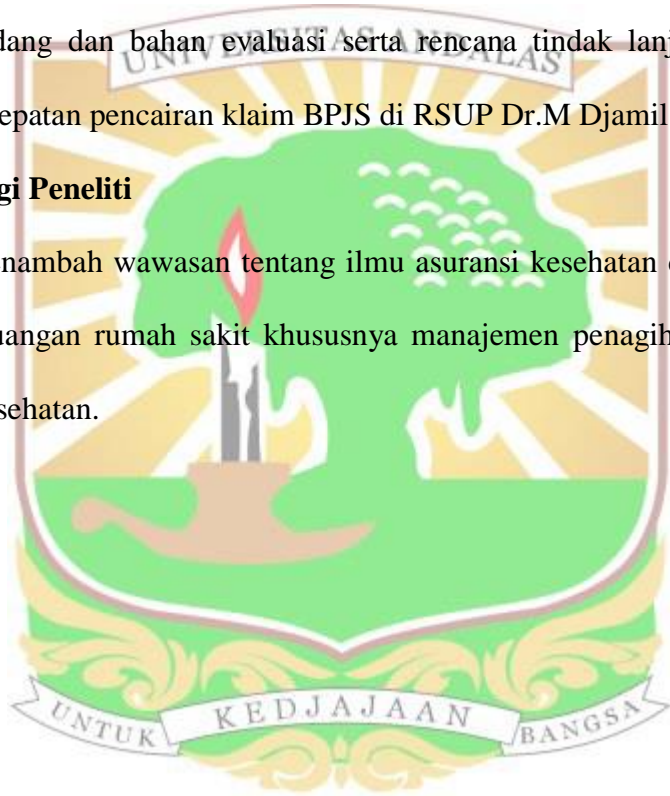 UNIVERSITAS ANDALAS
dang dan bahan evaluasi serta rencana tindak lanj
epatan pencairan klaim BPJS di RSUP Dr.M Djamil
gi Peneliti
enambah wawasan tentang ilmu asuransi kesehatan
uangan rumah sakit khususnya manajemen penagih
sehatan.
UNTUK KEDJAJAAN BANGSA